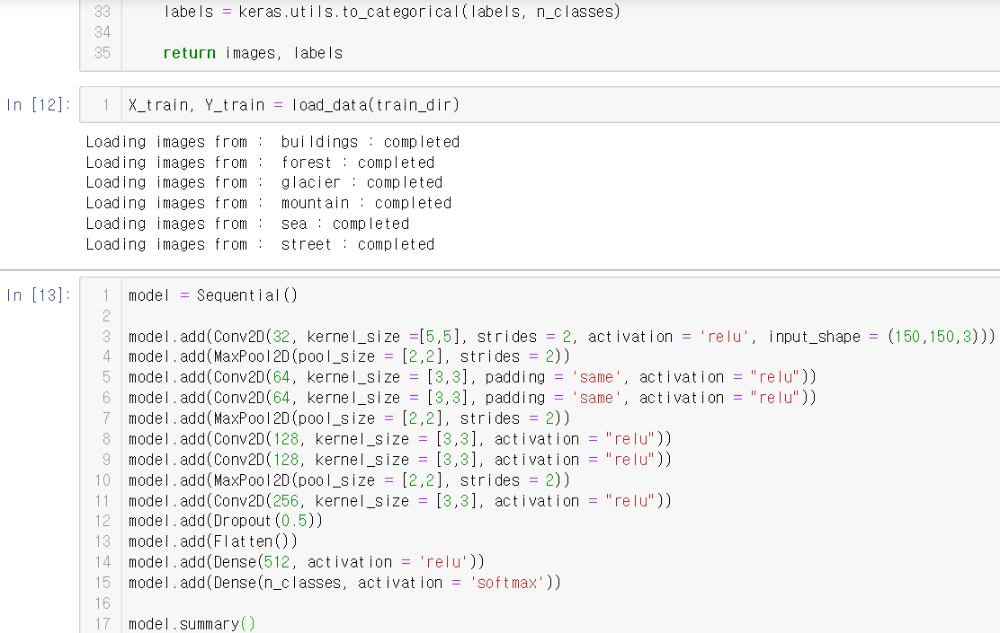 33 labels = keras.utils.to_categorical(labels, n_classes)
34
35 return images, labels
In [12]:
1 X_train, Y_train = load_data(train_dir)
Loading images from :  buildings : completed
Loading images from :  forest : completed
Loading images from :  glacier : completed
Loading images from :  mountain : completed
Loading images from :  sea : completed
Loading images from :  street : completed
In [13]:
1 model = Sequential()
2
3 model.add(Conv2D(32, kernel_size =[5,5], strides = 2, activation = 'relu', input_shape = (150,150,3)))
4 model.add(MaxPool2D(pool_size = [2,2], strides = 2))
5 model.add(Conv2D(64, kernel_size = [3,3], padding = 'same', activation = "relu"))
6 model.add(Conv2D(64, kernel_size = [3,3], padding = 'same', activation = "relu"))
7 model.add(MaxPool2D(pool_size = [2,2], strides = 2))
8 model.add(Conv2D(128, kernel_size = [3,3], activation = "relu"))
9 model.add(Conv2D(128, kernel_size = [3,3], activation = "relu"))
10 model.add(MaxPool2D(pool_size = [2,2], strides = 2))
11 model.add(Conv2D(256, kernel_size = [3,3], activation = "relu"))
12 model.add(Dropout(0.5))
13 model.add(Flatten())
14 model.add(Dense(512, activation = 'relu'))
15 model.add(Dense(n_classes, activation = 'softmax'))
16
17 model.summary()